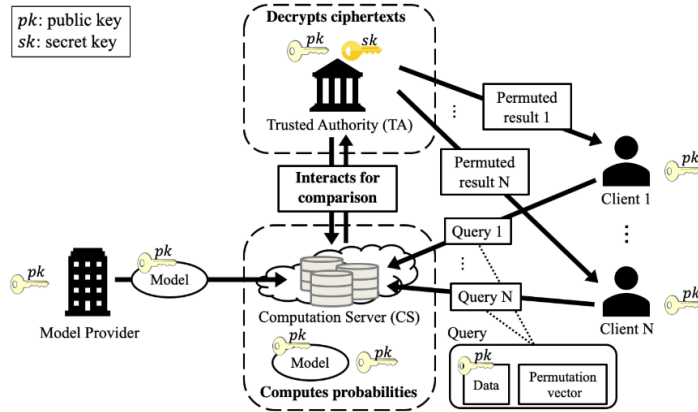 pk: public key
sk: secret key
Decrypts ciphertexts
pk
sk
Trusted Authority (TA)
⋮
Permuted
result 1
Permuted
result N
pk
Client 1
Interacts for
comparison
Query 1
⋮
⋮
Query N
pk
Client N
pk
Model Provider
pk
Model
Computation Server (CS)
pk
Model
pk
Computes probabilities
Query
pk
Data
Permutation
vector